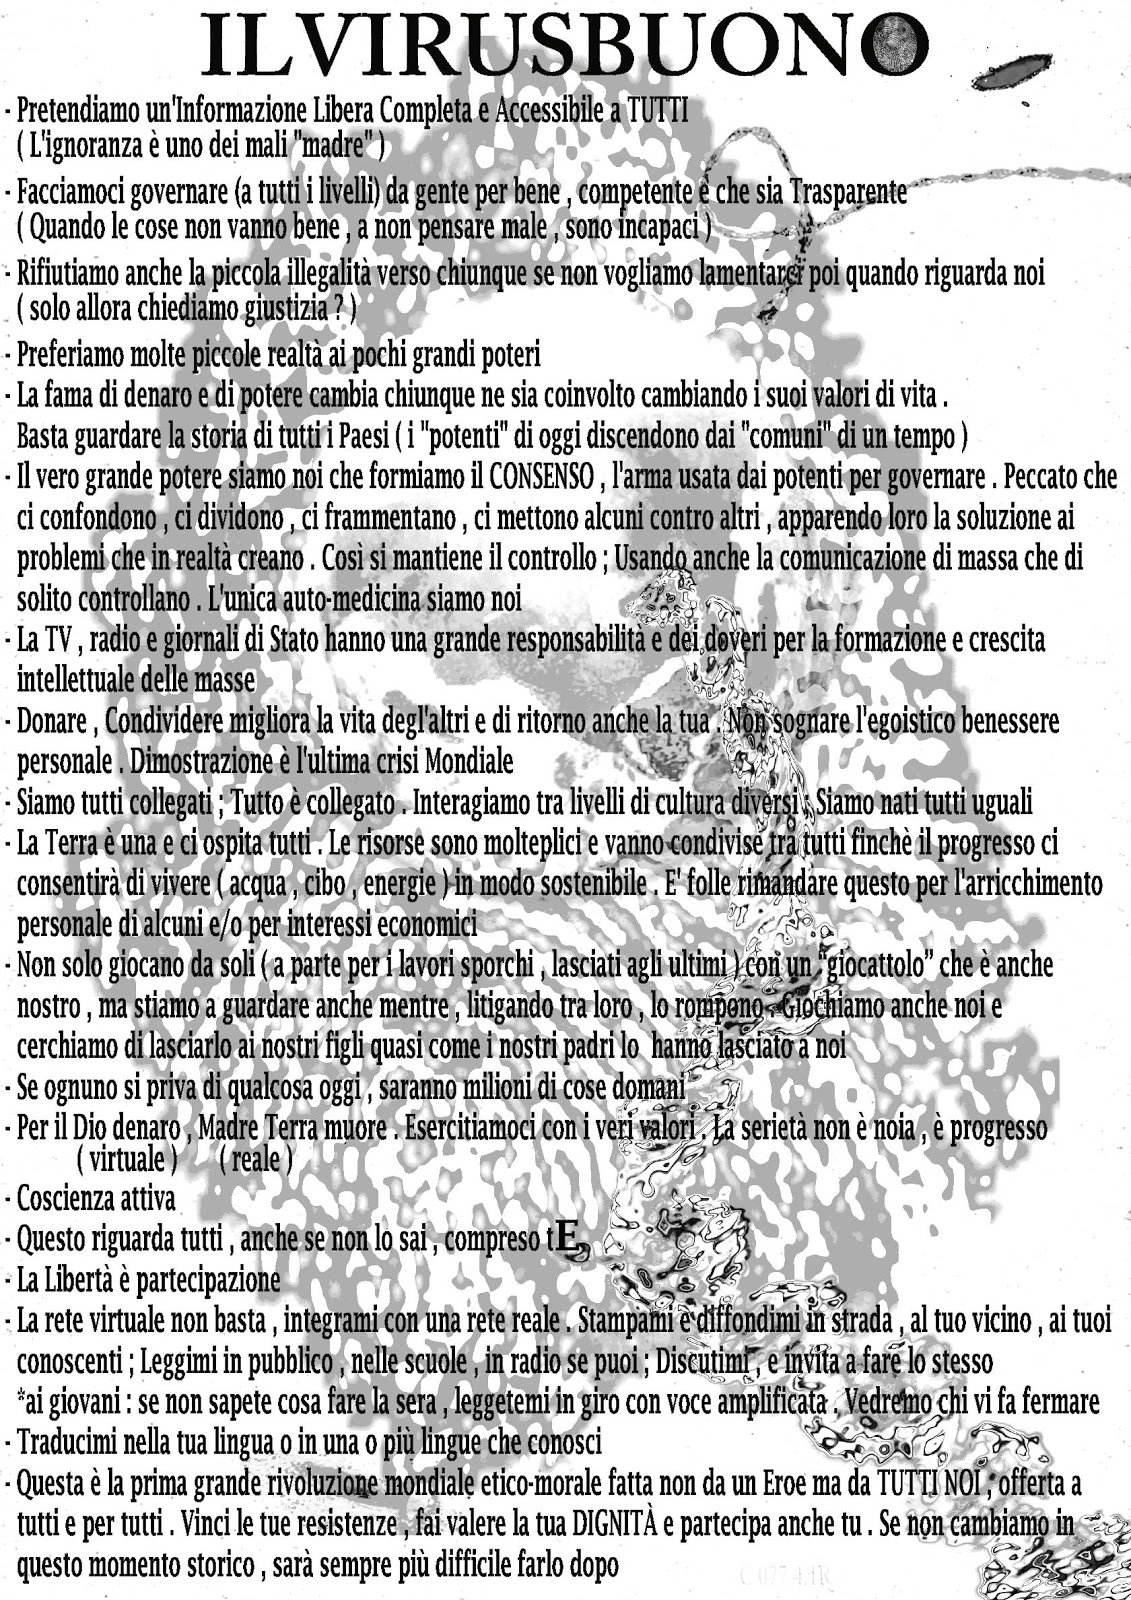 ILVIRUSBUONO
- Pretendiamo un'Informazione Libera Completa e Accessibile a TUTTI
( L'ignoranza è uno dei mali "madre" )
- Facciamoci governare (a tutti i livelli) da gente per bene , competente e che sia Trasparente
( Quando le cose non vanno bene , a non pensare male , sono incapaci )
- Rifiutiamo anche la piccola illegalità verso chiunque se non vogliamo lamentarci poi quando riguarda noi
( solo allora chiediamo giustizia ? )
- Preferiamo molte piccole realtà ai pochi grandi poteri
- La fama di denaro e di potere cambia chiunque ne sia coinvolto cambiando i suoi valori di vita .
Basta guardare la storia di tutti i Paesi ( i "potenti" di oggi discendono dai "comuni" di un tempo )
- Il vero grande potere siamo noi che formiamo il CONSENSO , l'arma usata dai potenti per governare . Peccato che
ci confondono , ci dividono , ci frammentano , ci mettono alcuni contro altri , apparendo loro la soluzione ai
problemi che in realtà creano . Così si mantiene il controllo ; Usando anche la comunicazione di massa che di
solito controllano . L'unica auto-medicina siamo noi
- La TV , radio e giornali di Stato hanno una grande responsabilità e dei doveri per la formazione e crescita
intellettuale delle masse
- Donare , Condividere migliora la vita degl'altri e di ritorno anche la tua . Non sognare l'egoistico benessere
personale . Dimostrazione è l'ultima crisi Mondiale
- Siamo tutti collegati ; Tutto è collegato . Interagiamo tra livelli di cultura diversi . Siamo nati tutti uguali
- La Terra è una e ci ospita tutti . Le risorse sono molteplici e vanno condivise tra tutti finchè il progresso ci
consentirà di vivere ( acqua , cibo , energie ) in modo sostenibile . E' folle rimandare questo per l'arricchimento
personale di alcuni e/o per interessi economici
- Non solo giocano da soli ( a parte per i lavori sporchi , lasciati agli ultimi ) con un “giocattolo” che è anche
nostro , ma stiamo a guardare anche mentre , litigando tra loro , lo rompono . Giochiamo anche noi e
cerchiamo di lasciarlo ai nostri figli quasi come i nostri padri lo hanno lasciato a noi
- Se ognuno si priva di qualcosa oggi , saranno milioni di cose domani
- Per il Dio denaro , Madre Terra muore . Esercitiamoci con i veri valori . La serietà non è noia , è progresso
( virtuale ) ( reale )
- Coscienza attiva
- Questo riguarda tutti , anche se non lo sai , compreso tE
- La Libertà è partecipazione
- La rete virtuale non basta , integrami con una rete reale . Stampami e diffondimi in strada , al tuo vicino , ai tuoi
conoscenti ; Leggimi in pubblico , nelle scuole , in radio se puoi ; Discutimi , e invita a fare lo stesso
*ai giovani : se non sapete cosa fare la sera , leggetemi in giro con voce amplificata . Vedremo chi vi fa fermare
- Traducimi nella tua lingua o in una o più lingue che conosci
- Questa è la prima grande rivoluzione mondiale etico-morale fatta non da un Eroe ma da TUTTI NOI , offerta a
tutti e per tutti . Vinci le tue resistenze , fai valere la tua DIGNITÀ e partecipa anche tu . Se non cambiamo in
questo momento storico , sarà sempre più difficile farlo dopo